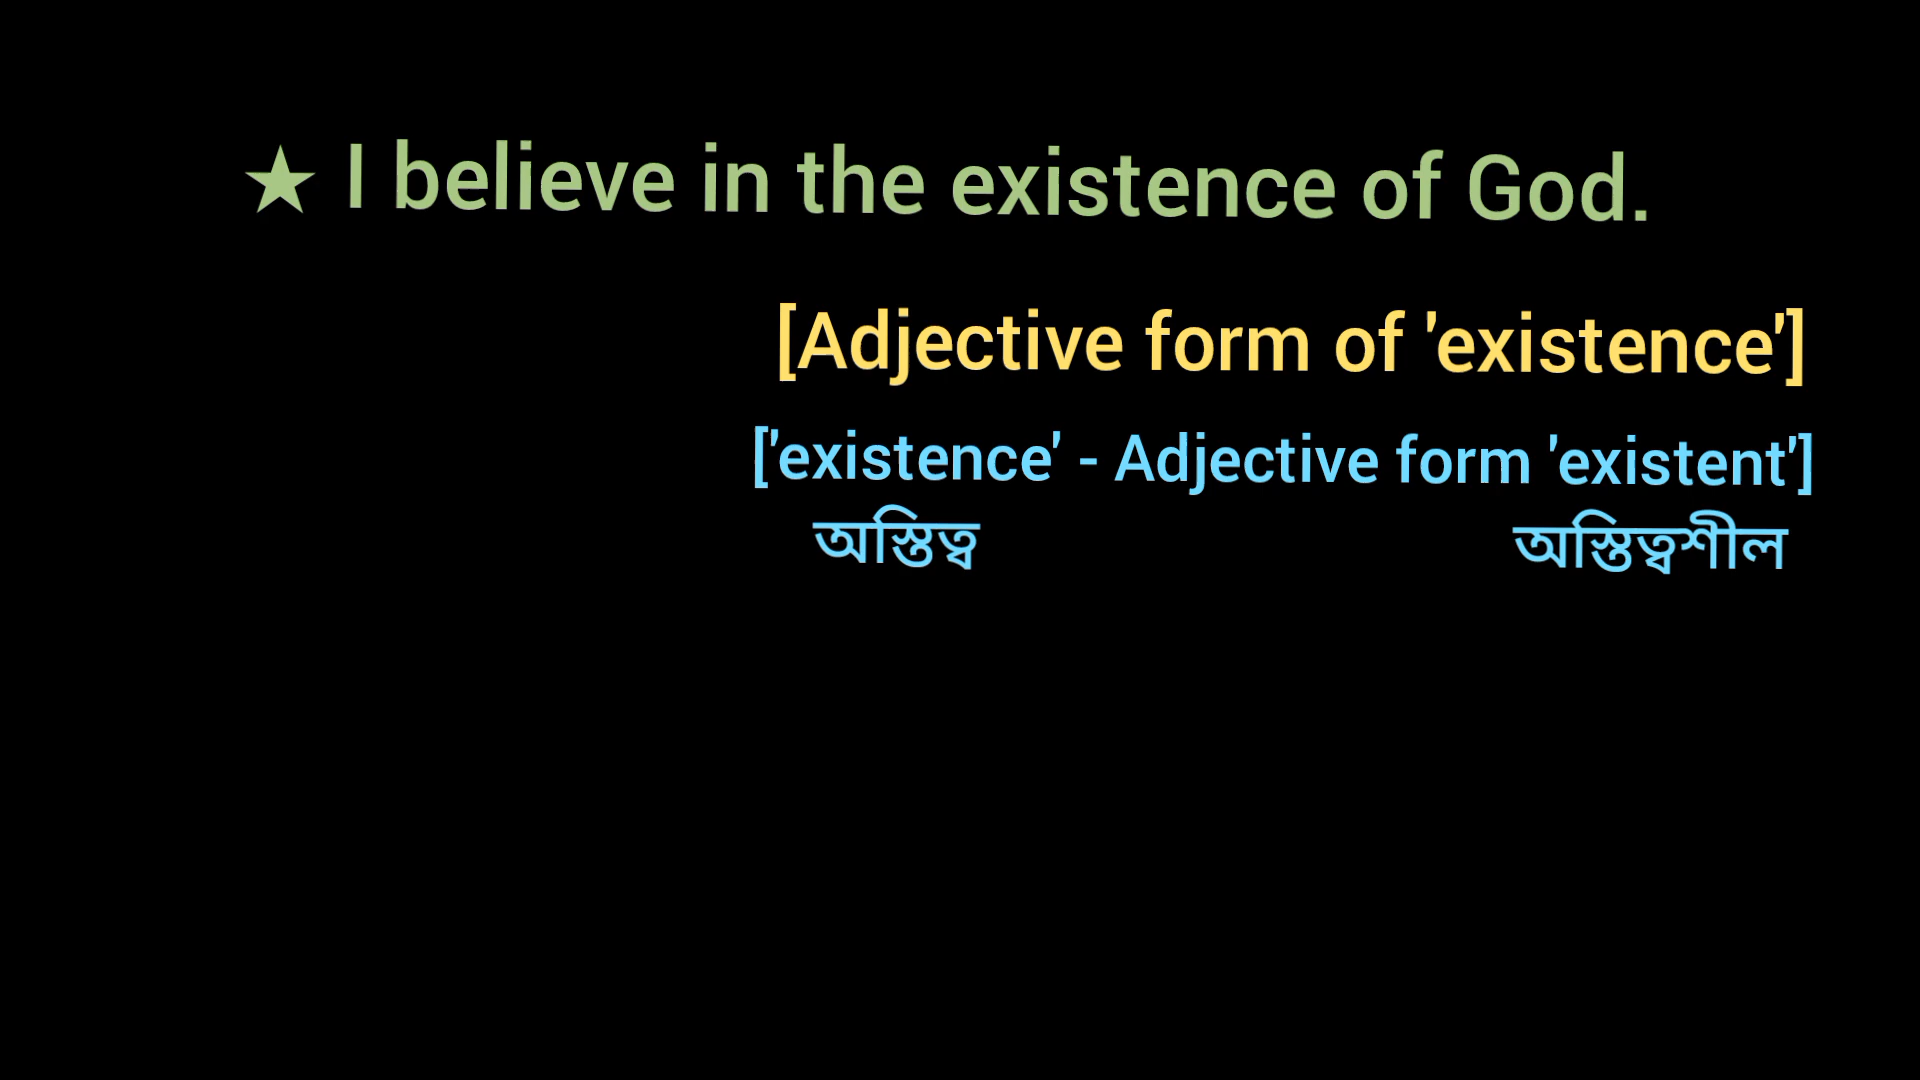 ★ I believe in the existence of God.
[Adjective form of 'existence']
['existence' - Adjective form 'existent']
অস্তিত্ব অস্তিত্বশীল